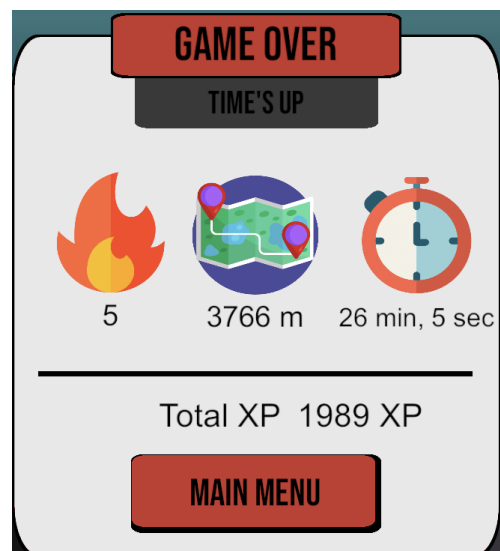 GAME OVER
TIME'S UP
5
3766 m
26 min, 5 sec
Total XP 1989 XP
MAIN MENU